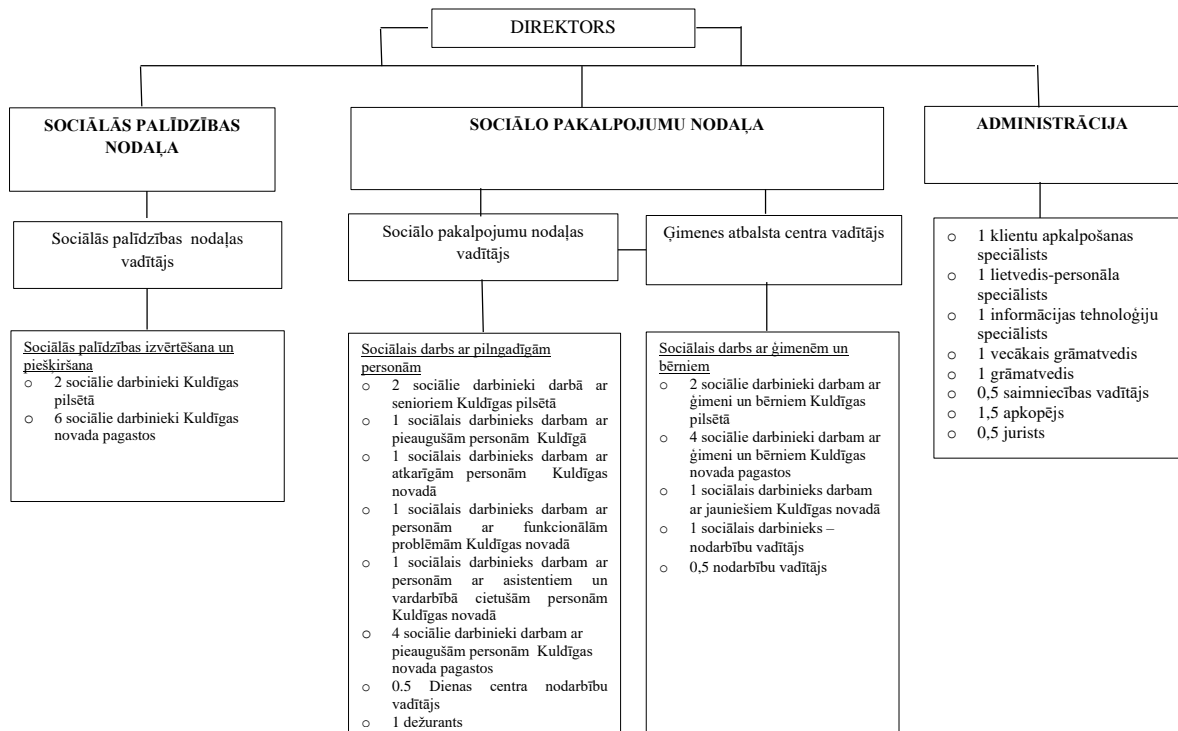 DIREKTORS
SOCIĀLĀS PALĪDZĪBAS
NODAĻA
SOCIĀLO PAKALPOJUMU NODAĻA
ADMINISTRĀCIJA
Sociālās palīdzības nodaļas
vadītājs
Sociālo pakalpojumu nodaļas
vadītājs
Ģimenes atbalsta centra vadītājs
o 1 klientu apkalpošanas
speciālists
o 1 lietvedis-personāla
speciālists
o 1 informācijas tehnoloģiju
speciālists
o 1 vecākais grāmatvedis
o 1 grāmatvedis
o 0,5 saimniecības vadītājs
o 1,5 apkopējs
o 0,5 jurists
Sociālās palīdzības izvērtēšana un
piešķiršana
o 2 sociālie darbinieki Kuldīgas
pilsētā
o 6 sociālie darbinieki Kuldīgas
novada pagastos
Sociālais darbs ar pilngadīgām
personām
o 2 sociālie darbinieki darbā ar
senioriem Kuldīgas pilsētā
o 1 sociālais darbinieks darbam ar
pieaugušām personām Kuldīgā
o 1 sociālais darbinieks darbam ar
atkarīgām personām Kuldīgas
novadā
o 1 sociālais darbinieks darbam ar
personām ar funkcionālām
problēmām Kuldīgas novadā
o 1 sociālais darbinieks darbam ar
personām ar asistentiem un
vardarbībā cietušām personām
Kuldīgas novadā
o 4 sociālie darbinieki darbam ar
pieaugušām personām Kuldīgas
novada pagastos
o 0.5 Dienas centra nodarbību
vadītājs
o 1 dežurants
Sociālais darbs ar ģimenēm un
bērniem
o 2 sociālie darbinieki darbam ar
ģimeni un bērniem Kuldīgas
pilsētā
o 4 sociālie darbinieki darbam ar
ģimeni un bērniem Kuldīgas
novada pagastos
o 1 sociālais darbinieks darbam
ar jauniešiem Kuldīgas novadā
o 1 sociālais darbinieks –
nodarbību vadītājs
o 0,5 nodarbību vadītājs